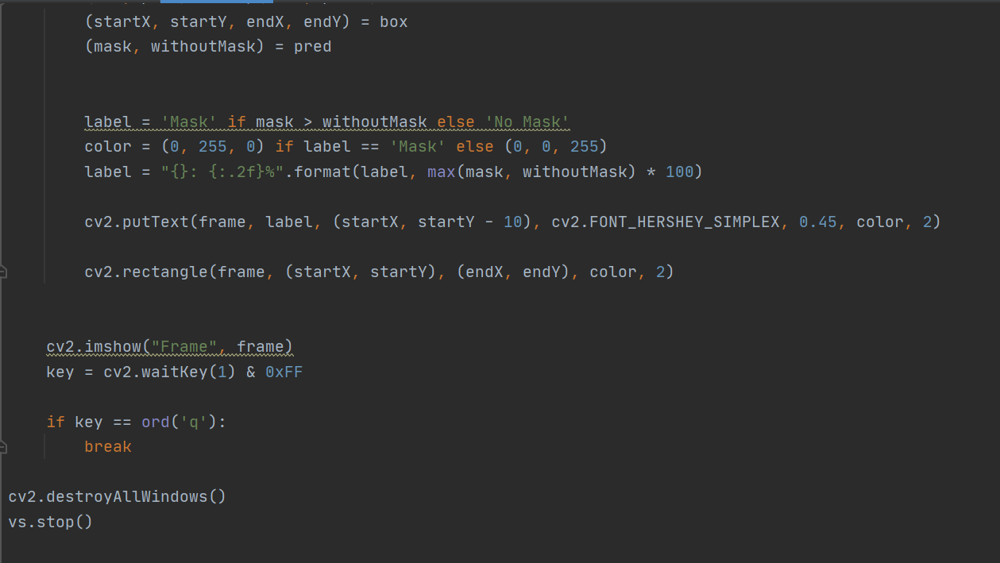 (startX, startY, endX, endY) = box
(mask, withoutMask) = pred
label = 'Mask' if mask > withoutMask else 'No Mask'
color = (0, 255, 0) if label == 'Mask' else (0, 0, 255)
label = "{}: {:.2f}%".format(label, max(mask, withoutMask) * 100)
cv2.putText(frame, label, (startX, startY - 10), cv2.FONT_HERSHEY_SIMPLEX, 0.45, color, 2)
cv2.rectangle(frame, (startX, startY), (endX, endY), color, 2)
cv2.imshow("Frame", frame)
key = cv2.waitKey(1) & 0xFF
if key == ord('q'):
break
cv2.destroyAllWindows()
vs.stop()